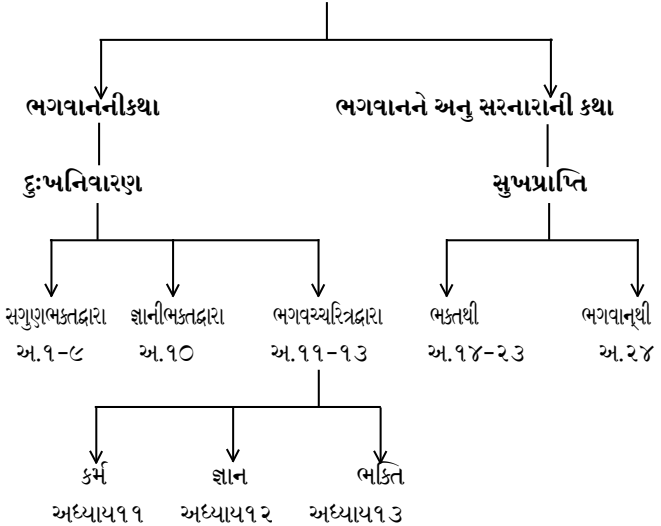 ભગવાનનીકથા ભગવાનને અનુ સરનારાની કથા
દુઃખનિવારણ સુખપ્રાપ્તિ
સગુણભક્તદ્વારા જ્ઞાનીભક્તદ્વારા ભગવચ્ચરિત્રદ્વારા ભક્તથી ભગવાન્‌થી
અ.૧-૯ અ.૧૦ અ.૧૧-૧૩ અ.૧૪-૨૩ અ.૨૪
કર્મ જ્ઞાન ભક્તિ
અધ્યાય૧૧ અધ્યાય૧૨ અધ્યાય૧૩